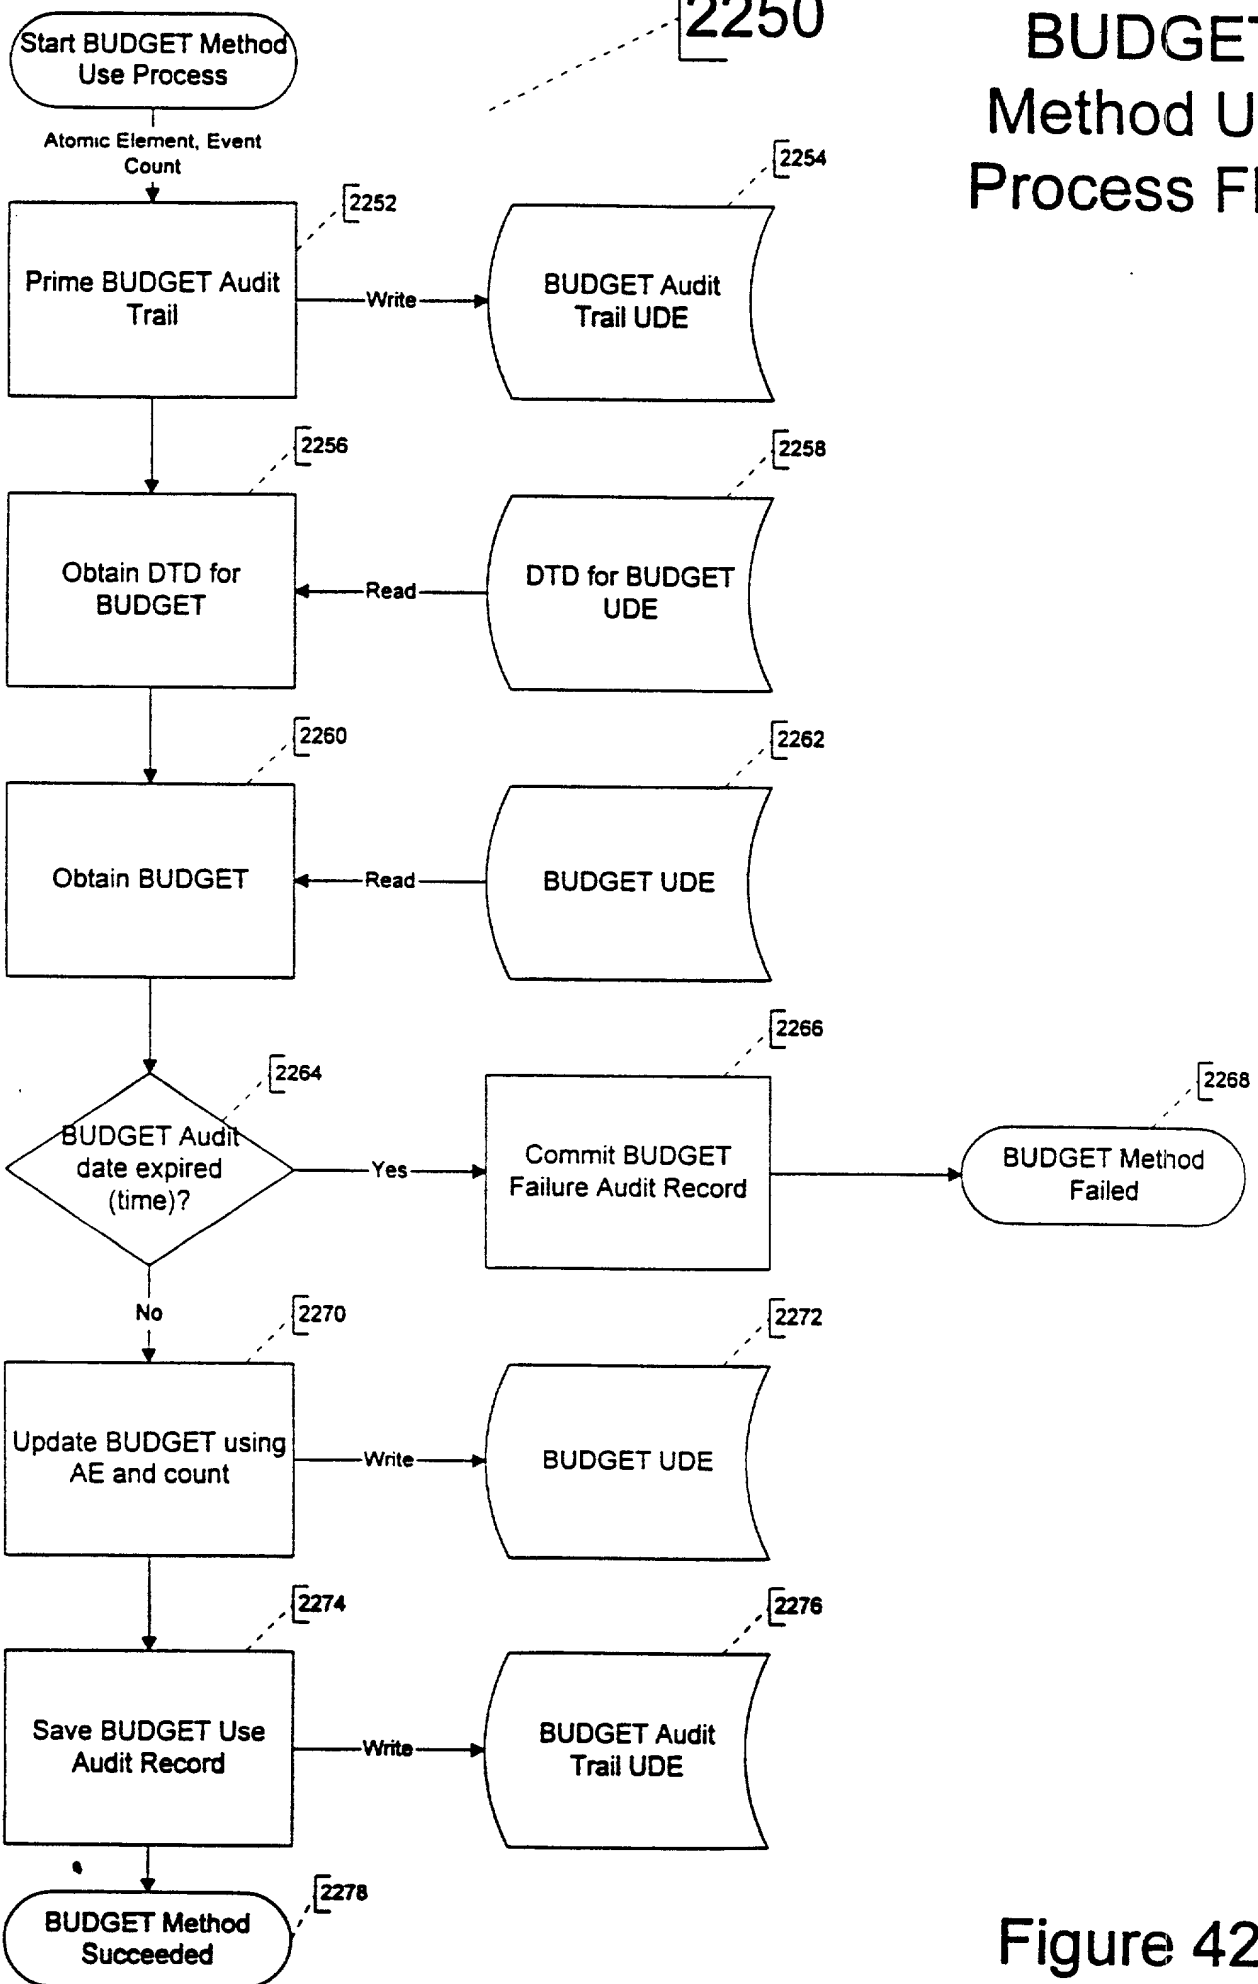 2250
BUDGET
Method U
Process Fl
Start BUDGET Method
Use Process
Atomic Element, Event
Count
2252
2254
Prime BUDGET Audit
Trail
Write
BUDGET Audit
Trail UDE
2256
2258
Obtain DTD for
BUDGET
Read
DTD for BUDGET
UDE
2260
2262
Obtain BUDGET
Read
BUDGET UDE
2264
2266
2268
BUDGET Audit
date expired
(time)?
Yes
Commit BUDGET
Failure Audit Record
BUDGET Method
Failed
No
2270
2272
Update BUDGET using
AE and count
Write
BUDGET UDE
2274
2276
Save BUDGET Use
Audit Record
Write
BUDGET Audit
Trail UDE
2278
BUDGET Method
Succeeded
Figure 42